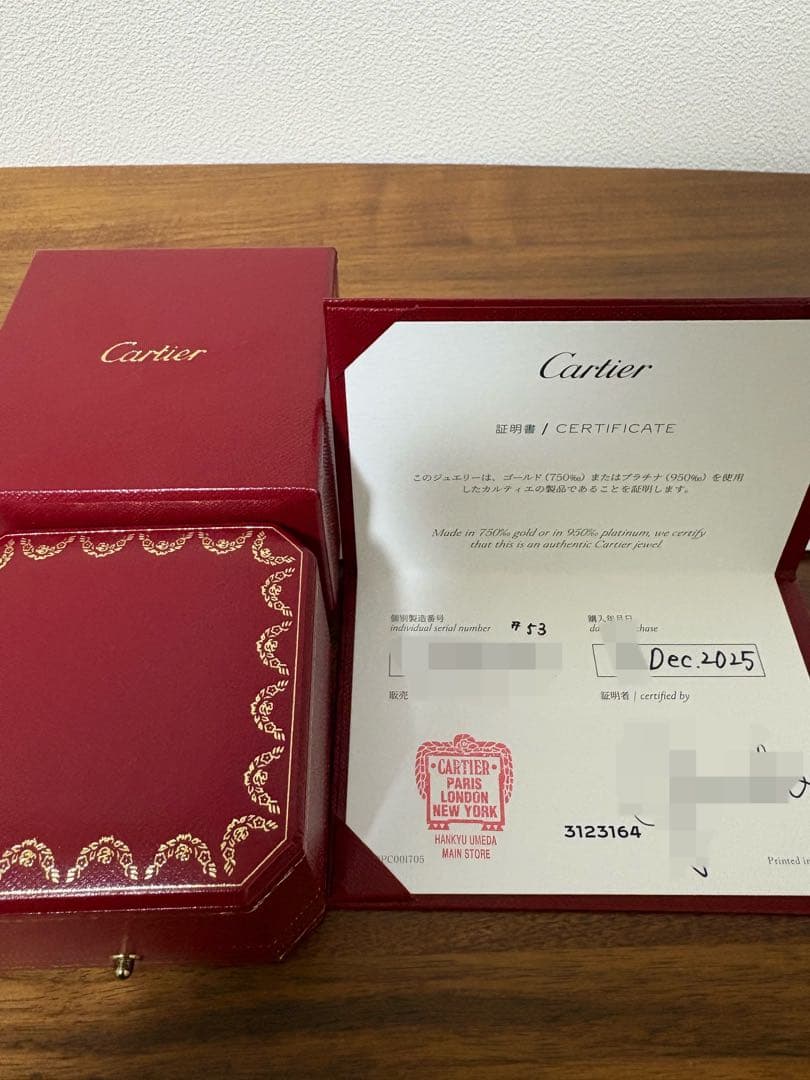 Cartier
Cartier
証明書 / CERTIFICATE
このジュエリーは、ゴールド(750‰)またはプラチナ(950‰)を使用
したカルティエの製品であることを証明します。
Made in 750‰ gold or in 950‰ platinum, we certify
that this is an authentic Cartier jewel.
個別製造番号
individual serial number #53
購入年月日
Dec.2025
販売
証明者 | certified by
CARTIER
PARIS
LONDON
NEW YORK
HANKYU UMEDA
MAIN STORE
3123164
Printed in